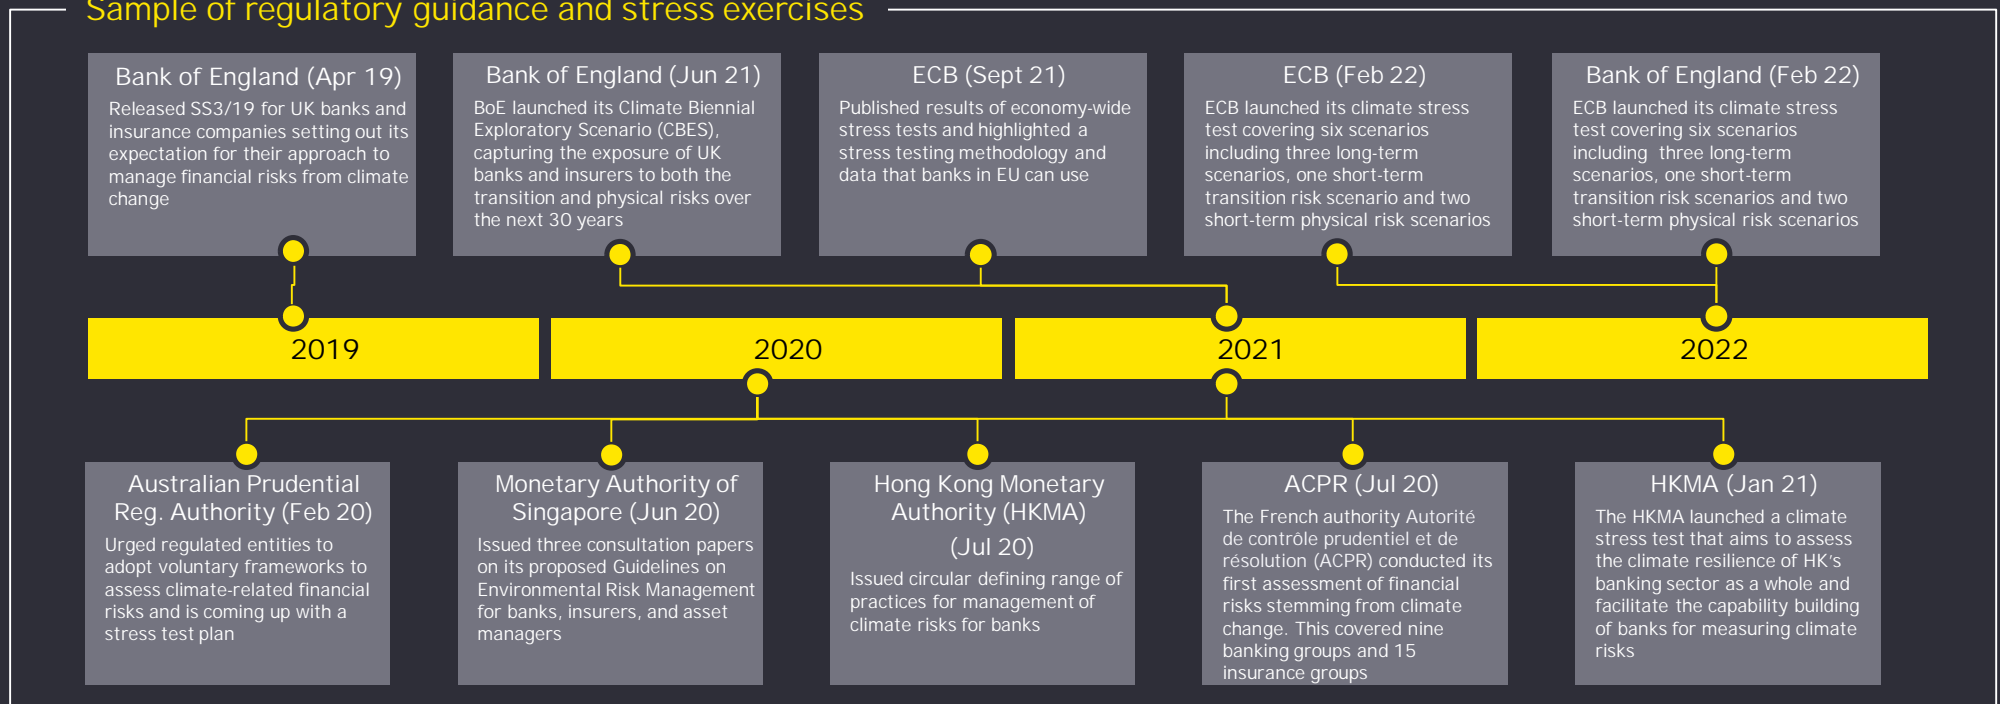 Sample of regulatory guidance and stress exercises
Bank of England (Apr 19)
Released SS3/19 for UK banks and
insurance companies setting out its
expectation for their approach to
manage financial risks from climate
change
Bank of England (Jun 21)
BoE launched its Climate Biennial
Exploratory Scenario (CBES),
capturing the exposure of UK
banks and insurers to both the
transition and physical risks over
the next 30 years
ECB (Sept 21)
Published results of economy-wide
stress tests and highlighted a
stress testing methodology and
data that banks in EU can use
ECB (Feb 22)
ECB launched its climate stress
test covering six scenarios
including three long-term
scenarios, one short-term
transition risk scenario and two
short-term physical risk scenarios
Bank of England (Feb 22)
ECB launched its climate stress
test covering six scenarios
including three long-term
scenarios, one short-term
transition risk scenarios and two
short-term physical risk scenarios
2019
2020
2021
2022
Australian Prudential
Reg. Authority (Feb 20)
Urged regulated entities to
adopt voluntary frameworks to
assess climate-related financial
risks and is coming up with a
stress test plan
Monetary Authority of
Singapore (Jun 20)
Issued three consultation papers
on its proposed Guidelines on
Environmental Risk Management
for banks, insurers, and asset
managers
Hong Kong Monetary
Authority (HKMA)
(Jul 20)
Issued circular defining range of
practices for management of
climate risks for banks
ACPR (Jul 20)
The French authority Autorité
de contrôle prudentiel et de
résolution (ACPR) conducted its
first assessment of financial
risks stemming from climate
change. This covered nine
banking groups and 15
insurance groups
HKMA (Jan 21)
The HKMA launched a climate
stress test that aims to assess
the climate resilience of HK's
banking sector as a whole and
facilitate the capability building
of banks for measuring climate
risks